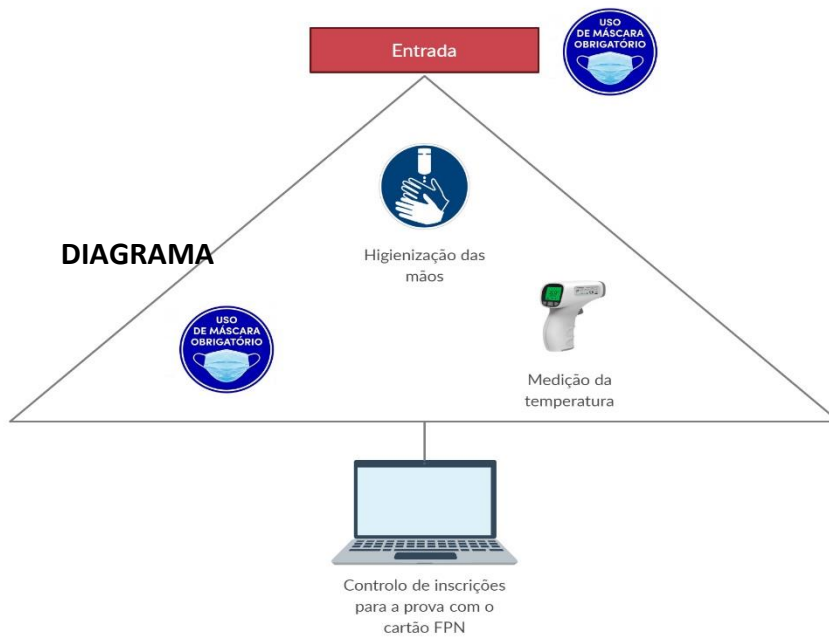 Entrada
USO
DE MÁSCARA
OBRIGATÓRIO
Higienização das
mãos
DIAGRAMA
USO
DE MÁSCARA
OBRIGATÓRIO
Medição da
temperatura
Controlo de inscrições
para a prova com o
cartão FPN